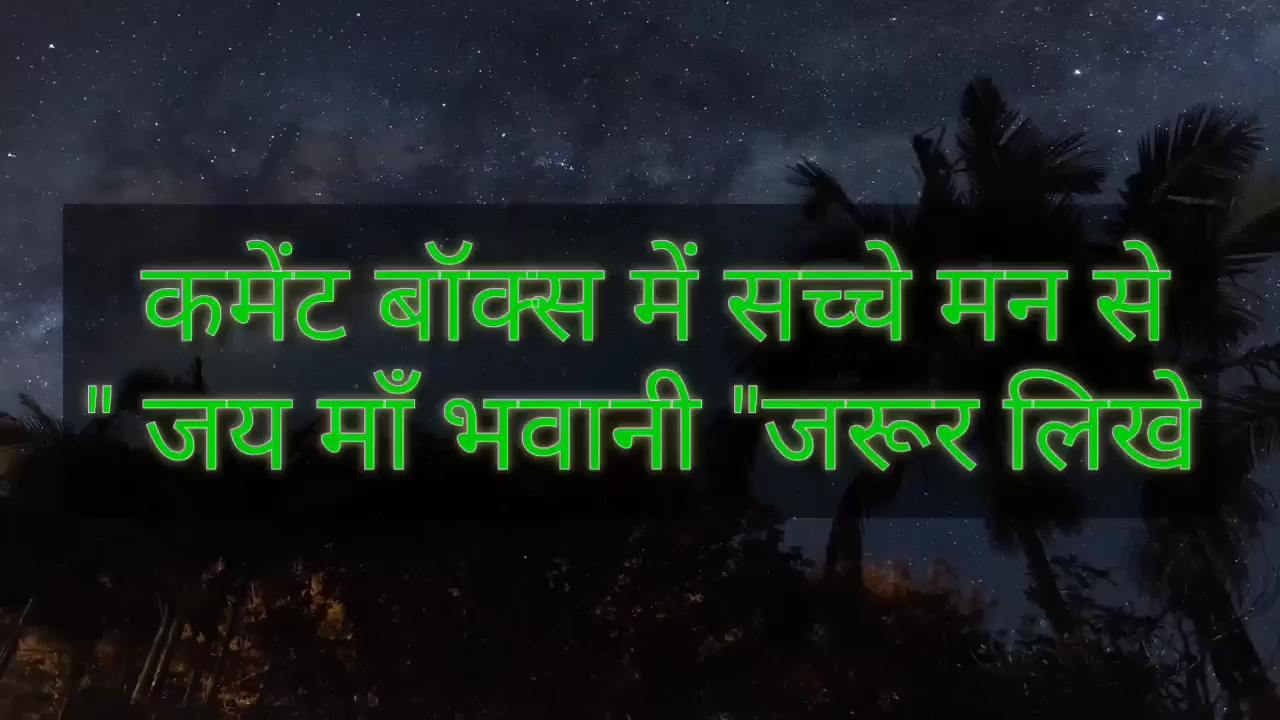 कमेंट बॉक्स में सच्चे मन से
" जय माँ भवानी "जरूर लिखे